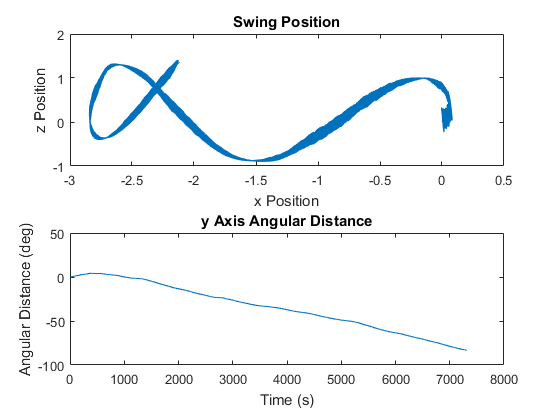 Swing Position
2
1
0
-1
z Position
-3 -2.5 -2 -1.5 -1 -0.5 0 0.5
x Position
y Axis Angular Distance
50
0
-50
-100
Angular Distance (deg)
0 1000 2000 3000 4000 5000 6000 7000 8000
Time (s)